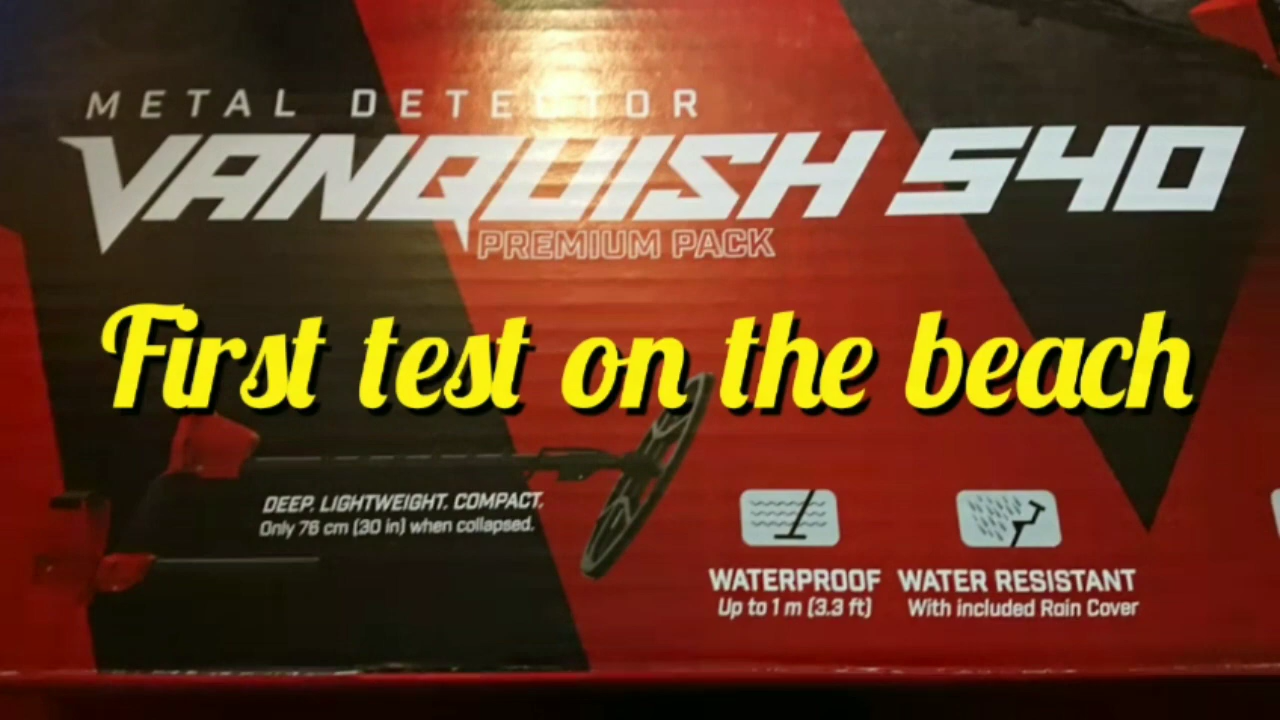 METAL DETECTOR
VANQUISH 540
PREMIUM PACK
First test on the beach
DEEP. LIGHTWEIGHT. COMPACT.
Only 76 cm (30 in) when collapsed.
WATERPROOF
Up to 1 m (3.3 ft)
WATER RESISTANT
With included Rain Cover